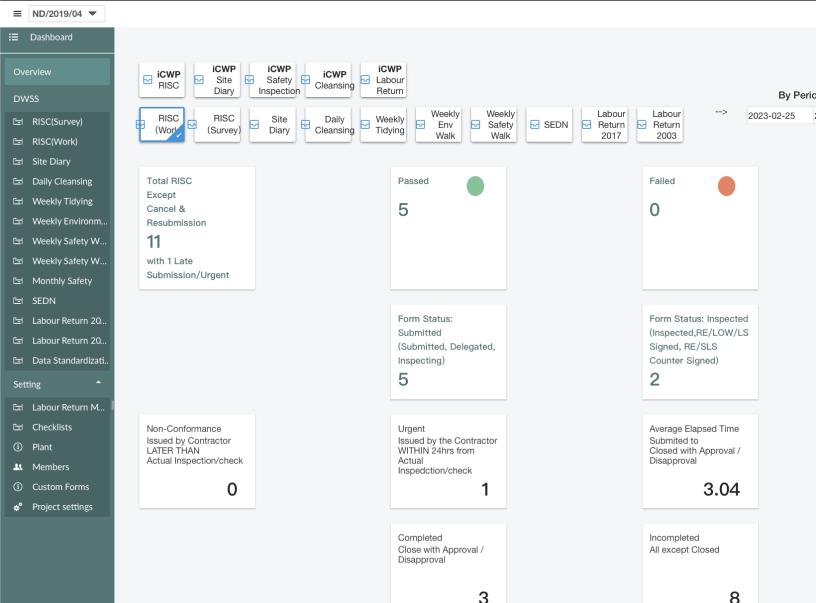 ND/2019/04
Dashboard
Overview
DWSS
RISC(Survey)
RISC(Work)
Site Diary
Daily Cleansing
Weekly Tidying
Weekly Environm...
Weekly Safety W...
Weekly Safety W...
Monthly Safety
SEDN
Labour Return 20...
Labour Return 20...
Data Standardizati..
Setting
Labour Return M...
Checklists
Plant
Members
Custom Forms
Project settings
iCWP
RISC
iCWP
Site
Diary
iCWP
Safety
Inspection
iCWP
Cleansing
iCWP
Labour
Return
RISC
(Work
RISC
(Survey)
Site
Diary
Daily
Cleansing
Weekly
Tidying
Weekly
Env
Walk
Weekly
Safety
Walk
SEDN
Labour
Return
2017
Labour
Return
2003
-->
By Peri
2023-02-25
Total RISC
Except
Cancel &
Resubmission
11
with 1 Late
Submission/Urgent
Passed
5
Failed
0
Form Status:
Submitted
(Submitted, Delegated,
Inspecting)
5
Form Status: Inspected
(Inspected,RE/LOW/LS
Signed, RE/SLS
Counter Signed)
2
Non-Conformance
Issued by Contractor
LATER THAN
Actual Inspection/check
0
Urgent
Issued by the Contractor
WITHIN 24hrs from
Actual
Inspedction/check
1
Average Elapsed Time
Submited to
Closed with Approval /
Disapproval
3.04
Completed
Close with Approval /
Disapproval
3
Incompleted
All except Closed
8